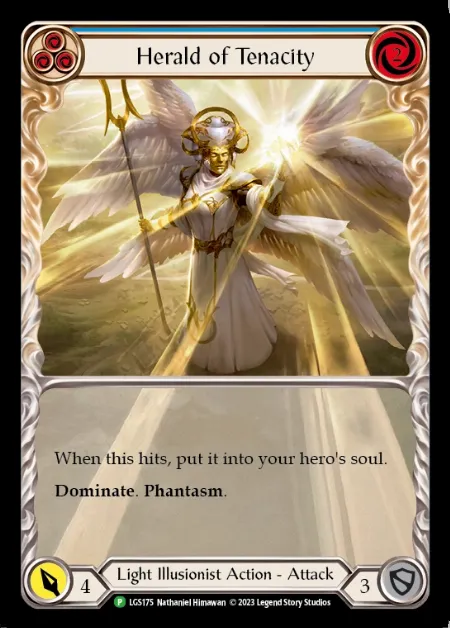 Herald of Tenacity
2
When this hits, put it into your hero's soul.
Dominate. Phantasm.
4
Light Illusionist Action - Attack
3
P LGS175 Nathaniel Himawan © 2023 Legend Story Studios